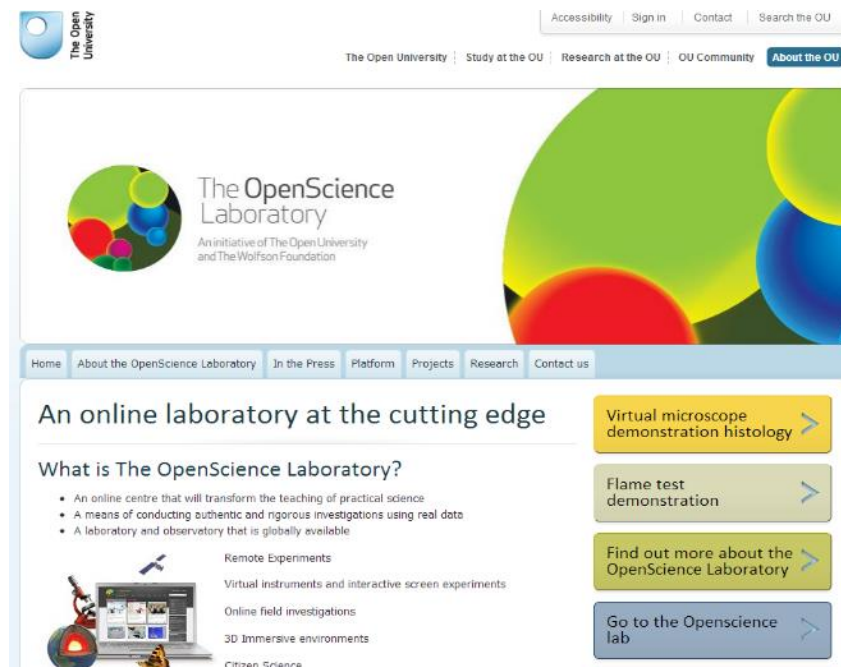 The Open
University
Accessibility Sign in Contact Search the OU
The Open University Study at the OU Research at the OU OU Community About the OU
The OpenScience
Laboratory
An initiative of The Open University
and The Wolfson Foundation
Home About the OpenScience Laboratory In the Press Platform Projects Research Contact us
An online laboratory at the cutting edge
What is The OpenScience Laboratory?
• An online centre that will transform the teaching of practical science
• A means of conducting authentic and rigorous investigations using real data
• A laboratory and observatory that is globally available
Remote Experiments
Virtual instruments and interactive screen experiments
Online field investigations
3D Immersive environments
Citizen Science
Virtual microscope
demonstration histology
Flame test
demonstration
Find out more about the
OpenScience Laboratory
Go to the Openscience
lab